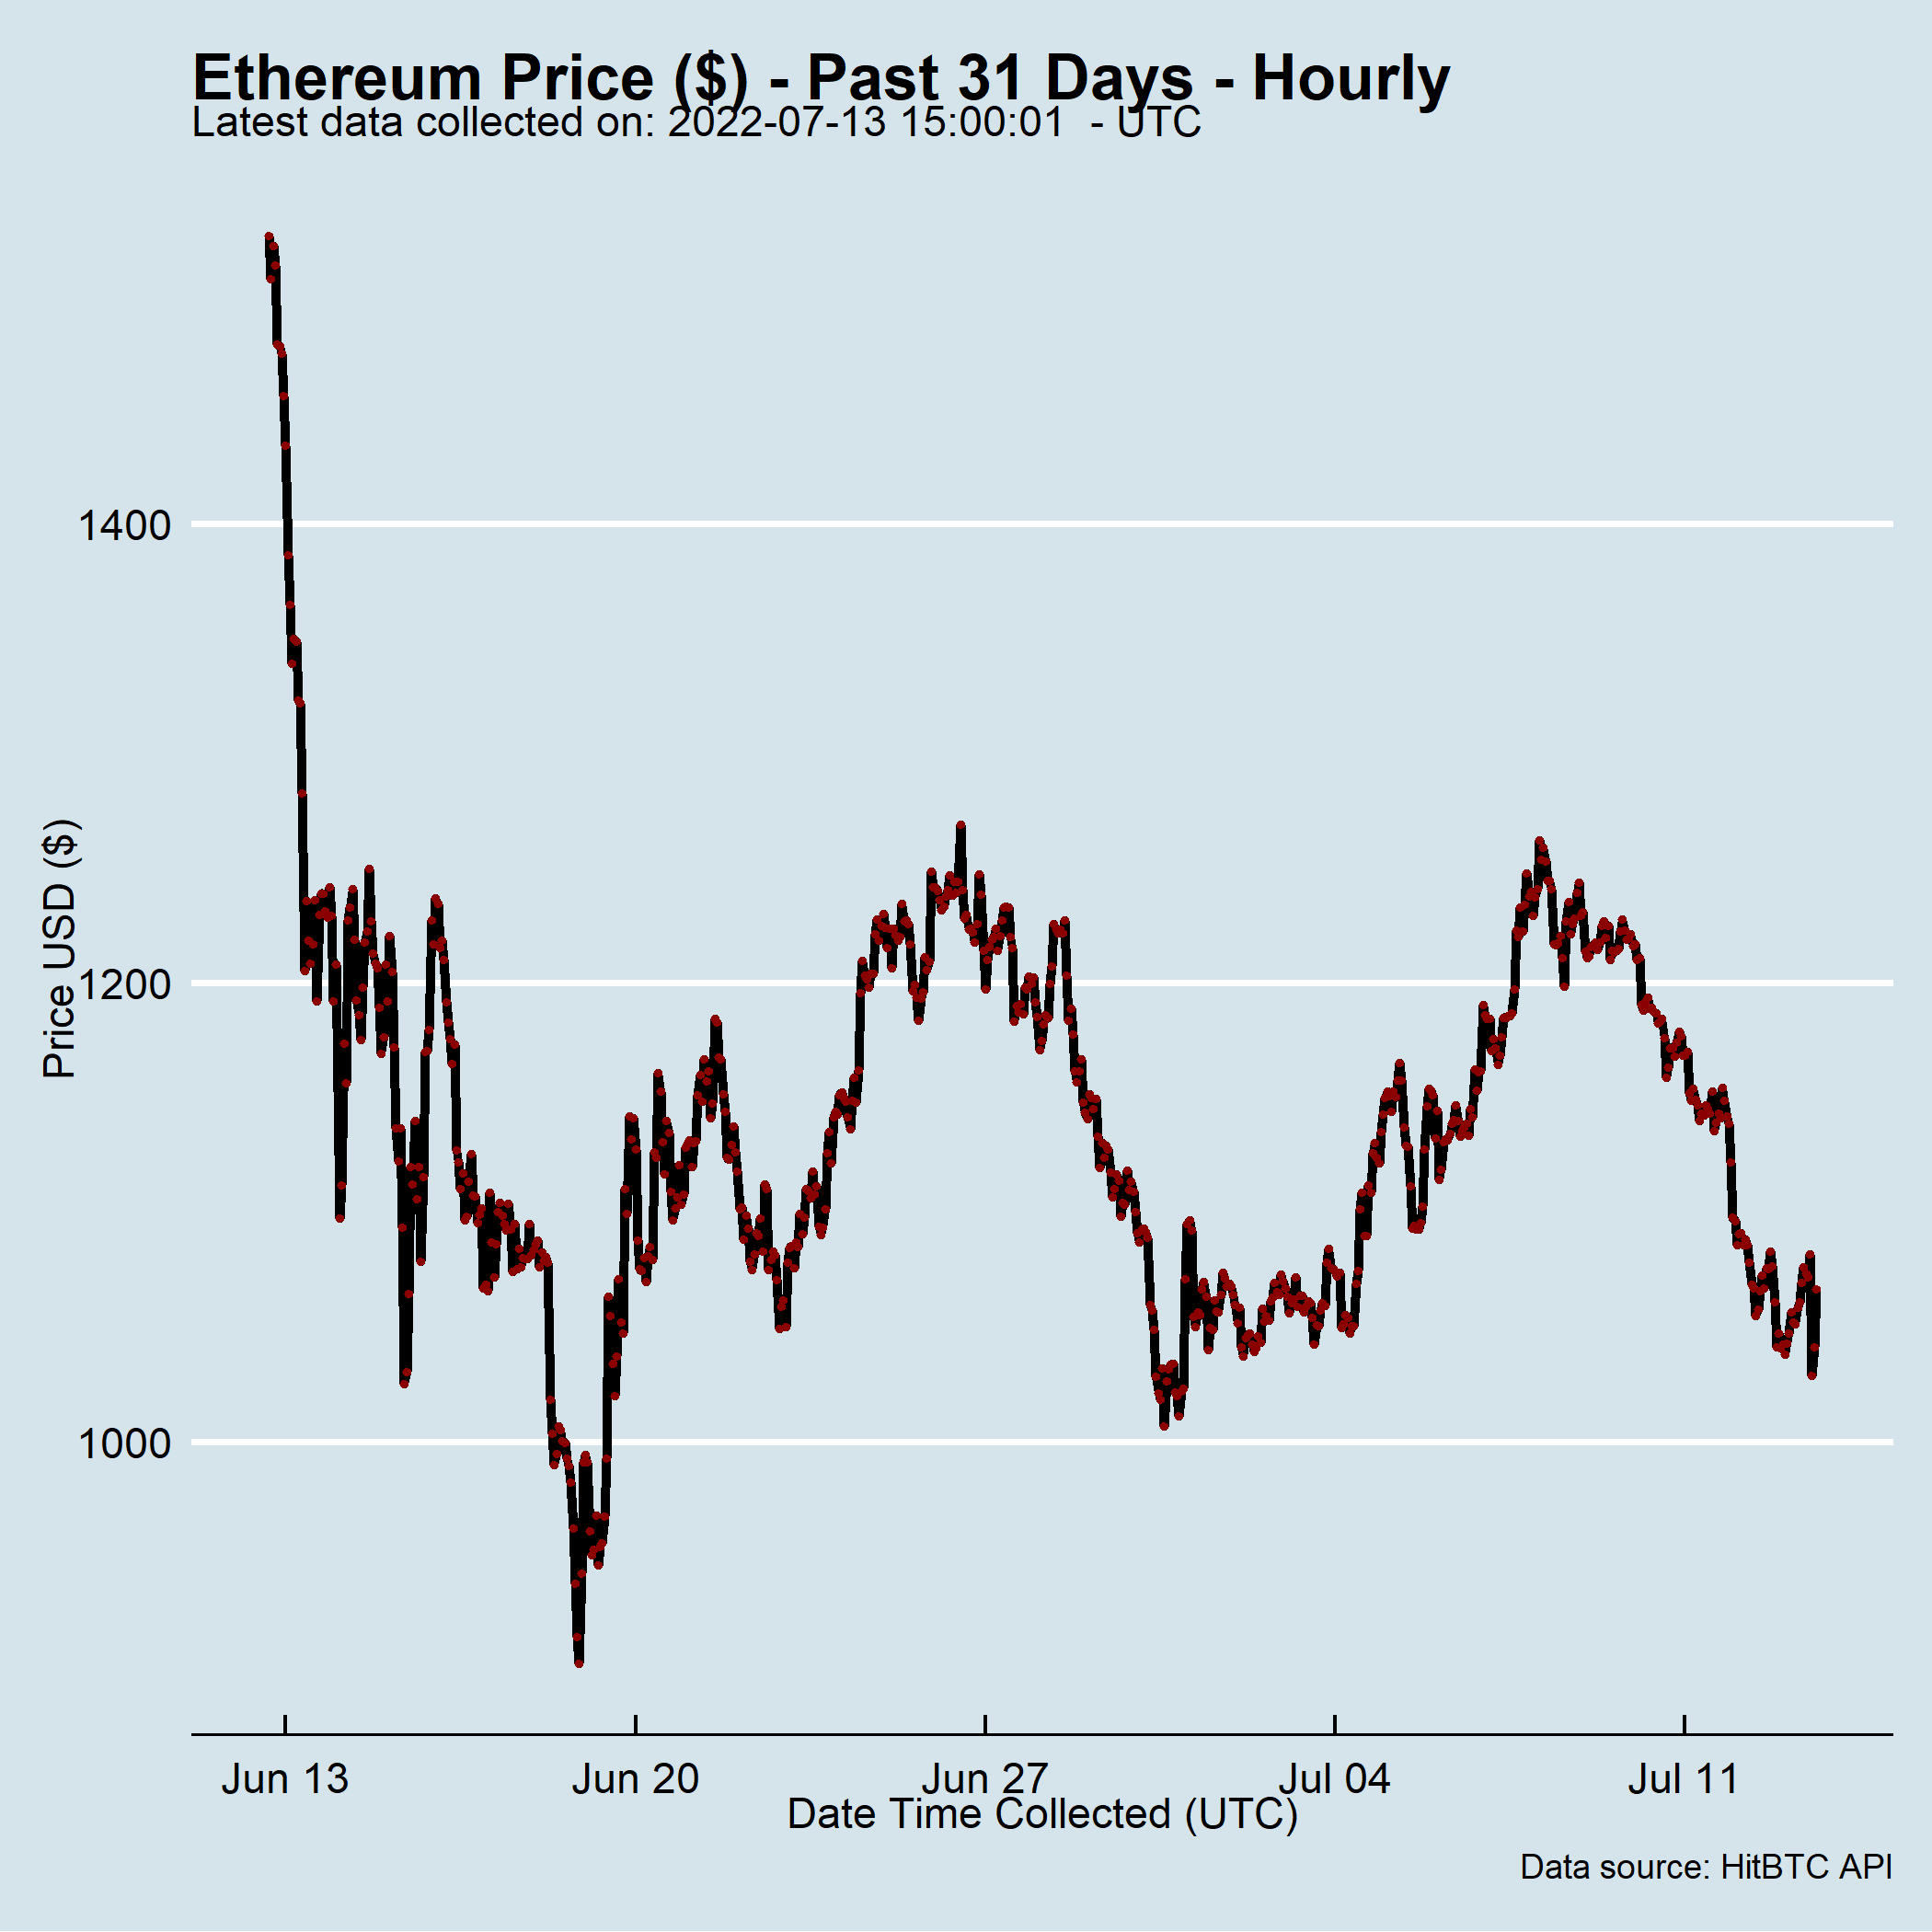 Ethereum Price ($) - Past 31 Days - Hourly
Latest data collected on: 2022-07-13 15:00:01  - UTC
Price USD ($)
1400
1200
1000
Jun 13
Jun 20
Jun 27
Jul 04
Jul 11
Date Time Collected (UTC)
Data source: HitBTC API